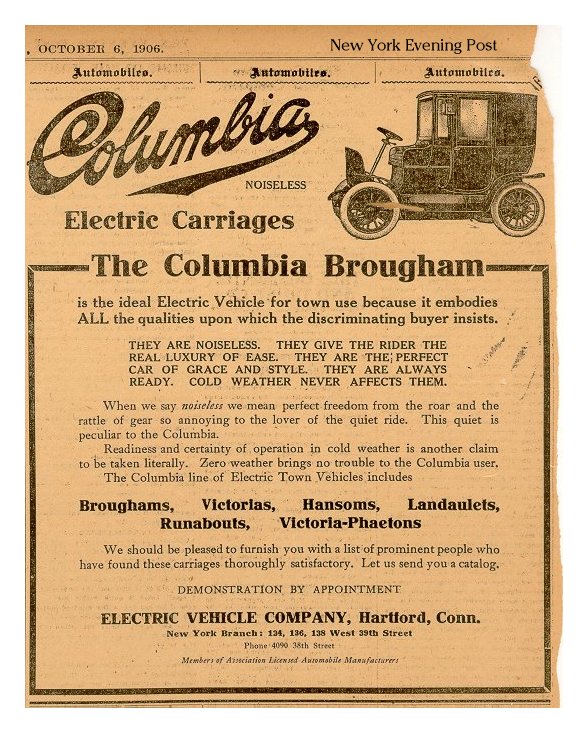 , OCTOBER 6, 1906.
New York Evening Post
Automobiles.
Automobiles.
Automobiles.
Columbia
NOISELESS
Electric Carriages
The Columbia Brougham
is the ideal Electric Vehicle for town use because it embodies
ALL the qualities upon which the discriminating buyer insists.
THEY ARE NOISELESS. THEY GIVE THE RIDER THE
REAL LUXURY OF EASE. THEY ARE THE PERFECT
CAR OF GRACE AND STYLE. THEY ARE ALWAYS
READY. COLD WEATHER NEVER AFFECTS THEM.
When we say noiseless we mean perfect freedom from the roar and the
rattle of gear so annoying to the lover of the quiet ride. This quiet is
peculiar to the Columbia.
Readiness and certainty of operation in cold weather is another claim
to be taken literally. Zero weather brings no trouble to the Columbia user.
The Columbia line of Electric Town Vehicles includes
Broughams, Victorias, Hansoms, Landaulets,
Runabouts, Victoria-Phaetons
We should be pleased to furnish you with a list of prominent people who
have found these carriages thoroughly satisfactory. Let us send you a catalog.
DEMONSTRATION BY APPOINTMENT
ELECTRIC VEHICLE COMPANY, Hartford, Conn.
New York Branch: 134, 136, 138 West 39th Street
Phone 4090 38th Street
Members of Association Licensed Automobile Manufacturers